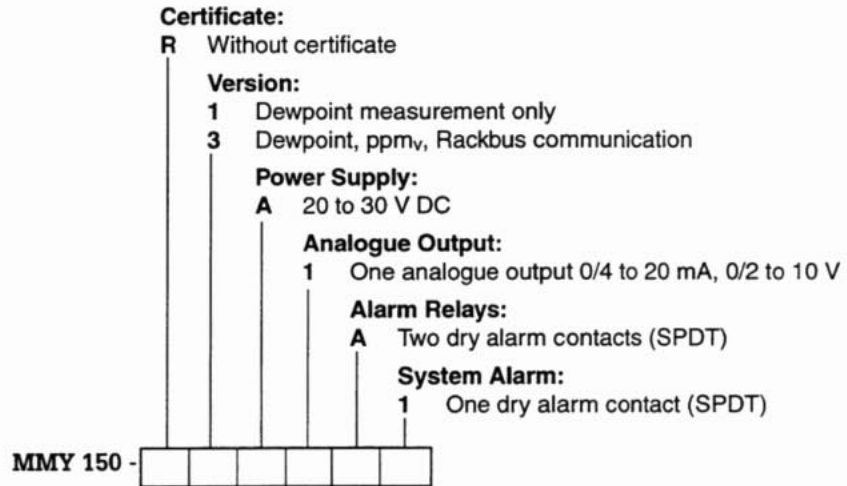 Certificate:
R Without certificate
Version:
1 Dewpoint measurement only
3 Dewpoint, ppmv, Rackbus communication
Power Supply:
A 20 to 30 V DC
Analogue Output:
1 One analogue output 0/4 to 20 mA, 0/2 to 10 V
Alarm Relays:
A Two dry alarm contacts (SPDT)
System Alarm:
1 One dry alarm contact (SPDT)
MMY 150 -